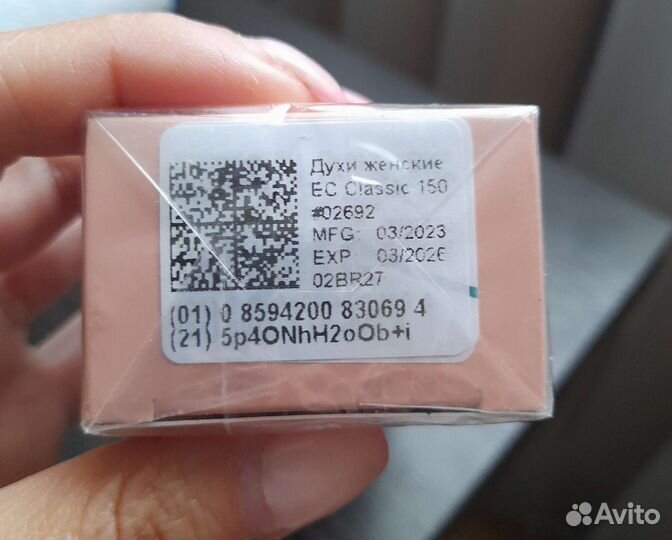 Духи женские
EC Classic 150
#02692
MFG: 03/2023
EXP: 03/2026
02BR27
(01) 0 8594200 83069 4
(21) 5p4ONhH2oOb+i
Avito